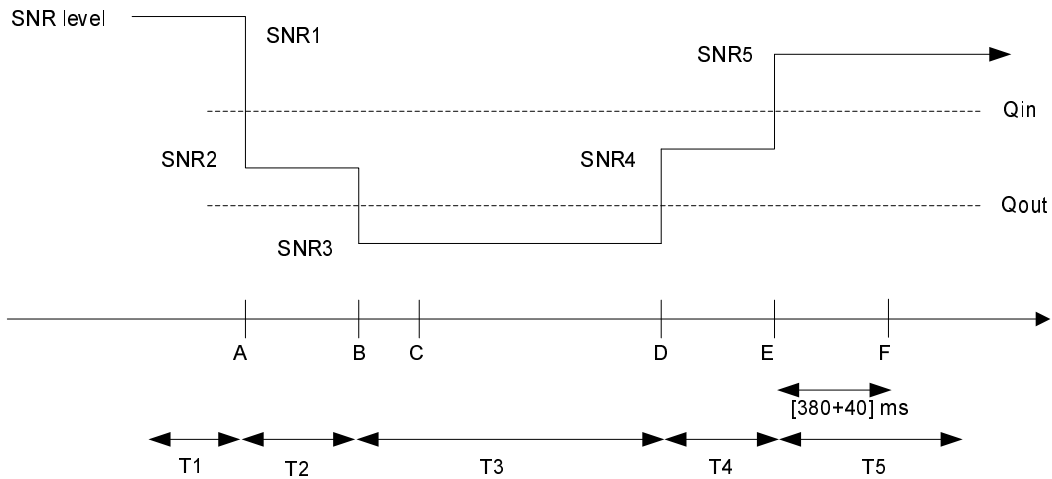 SNR level
SNR1
SNR5
Qin
SNR2
SNR4
Qout
SNR3
A B C D E F
[380+40] ms
T1 T2 T3 T4 T5